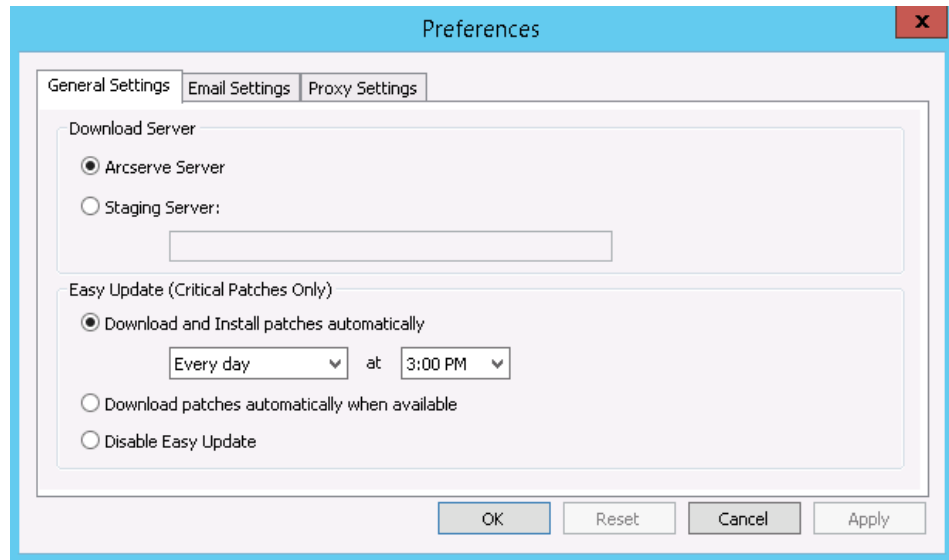 Preferences
x
General Settings Email Settings Proxy Settings
Download Server
Arcserve Server
Staging Server:
Easy Update (Critical Patches Only)
Download and Install patches automatically
Every day at 3:00 PM
Download patches automatically when available
Disable Easy Update
OK Reset Cancel Apply